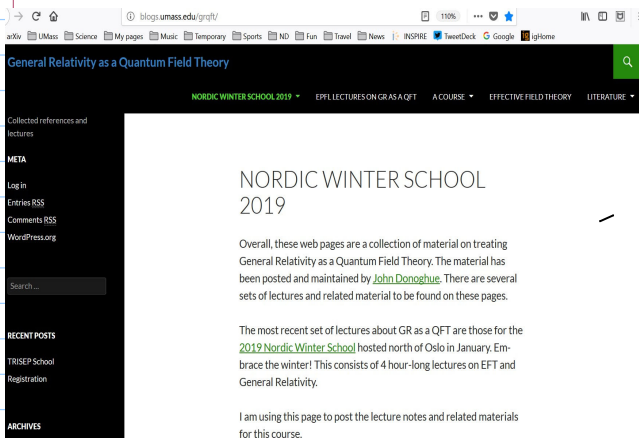 blogs.umass.edu/grqft/
110%
arXiv UMass Science My pages Music Temporary Sports ND Fun Travel News INSPIRE TweetDeck Google igHome
General Relativity as a Quantum Field Theory
NORDIC WINTER SCHOOL 2019 EPFL LECTURES ON GR AS A QFT A COURSE EFFECTIVE FIELD THEORY LITERATURE
Collected references and
lectures
META
Log in
Entries RSS
Comments RSS
WordPress.org
Search ...
RECENT POSTS
TRISEP School
Registration
ARCHIVES
NORDIC WINTER SCHOOL
2019
Overall, these web pages are a collection of material on treating
General Relativity as a Quantum Field Theory. The material has
been posted and maintained by John Donoghue. There are several
sets of lectures and related material to be found on these pages.
The most recent set of lectures about GR as a QFT are those for the
2019 Nordic Winter School hosted north of Oslo in January. Em-
brace the winter! This consists of 4 hour-long lectures on EFT and
General Relativity.
I am using this page to post the lecture notes and related materials
for this course.